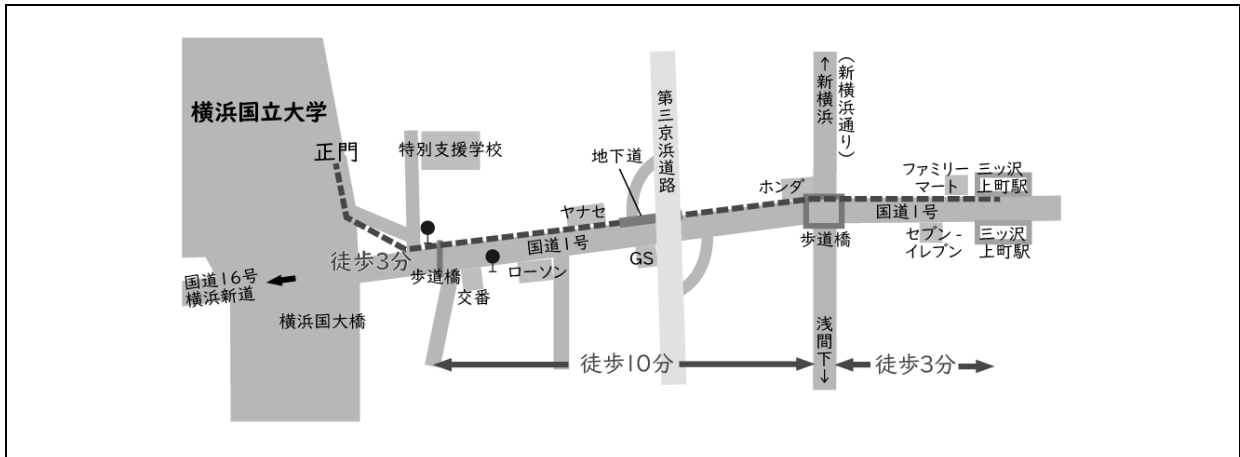 横浜国立大学
正門
特別支援学校
地下道
第三京浜道路
↑新横浜
(新横浜通り)
ホンダ
ファミリー
マート
三ッ沢
上町駅
ヤナセ
国道1号
国道1号
徒歩3分
歩道橋
交番
ローソン
GS
歩道橋
セブン-
イレブン
三ッ沢
上町駅
国道16号
横浜新道
横浜国大橋
浅間下↓
徒歩10分
徒歩3分